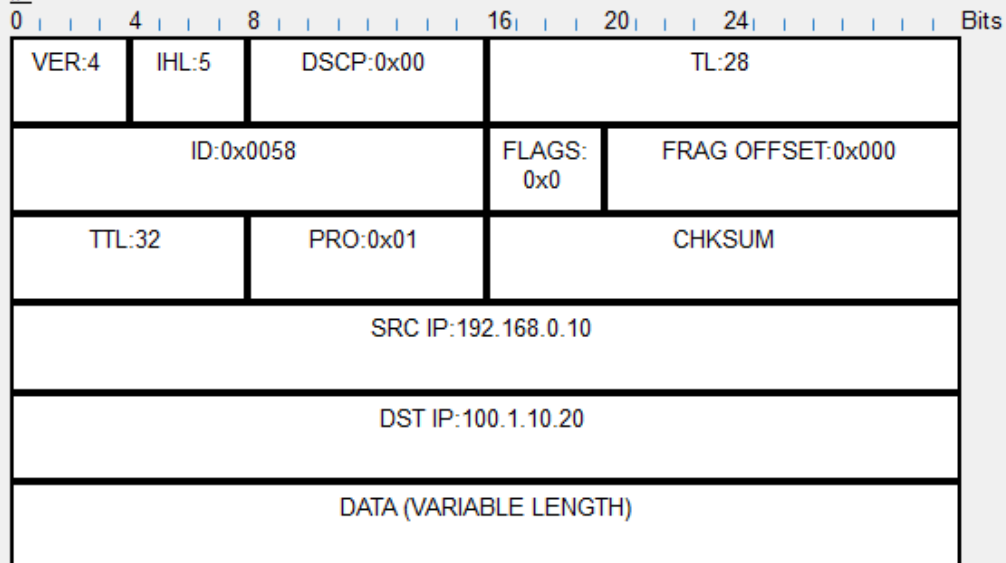 0 4 8 16 20 24 Bits
VER:4 IHL:5 DSCP:0x00 TL:28
ID:0x0058 FLAGS: FRAG OFFSET:0x000
0x0
TTL:32 PRO:0x01 CHKSUM
SRC IP:192.168.0.10
DST IP:100.1.10.20
DATA (VARIABLE LENGTH)